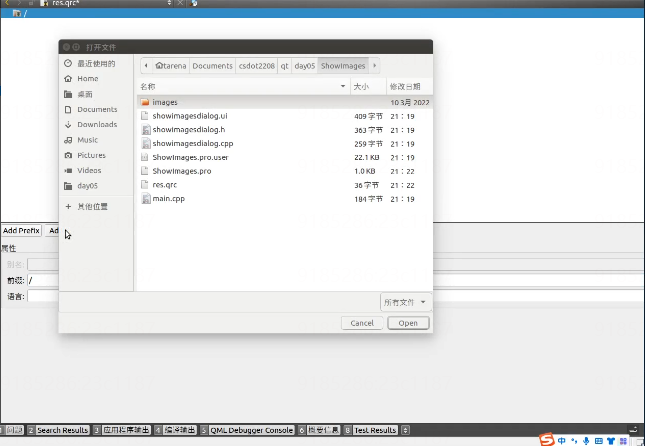 res.qrc*
/
打开文件
最近使用的
Home
桌面
Documents
Downloads
Music
Pictures
Videos
day05
其他位置
tarena Documents csdot2208 qt day05 ShowImages
名称 大小 修改日期
images 10 3月 2022
showimagesdialog.ui 409 字节 21:19
showimagesdialog.h 363 字节 21:19
showimagesdialog.cpp 259 字节 21:19
ShowImages.pro.user 22.1 KB 21:19
ShowImages.pro 1.0 KB 21:22
res.qrc 36 字节 21:22
main.cpp 184 字节 21:19
所有文件
Cancel Open
Add Prefix Ad
属性
别名:
前缀: /
语言:
1 问题 2 Search Results 3 应用程序输出 4 编译输出 5 QML Debugger Console 6 概要信息 8 Test Results
中